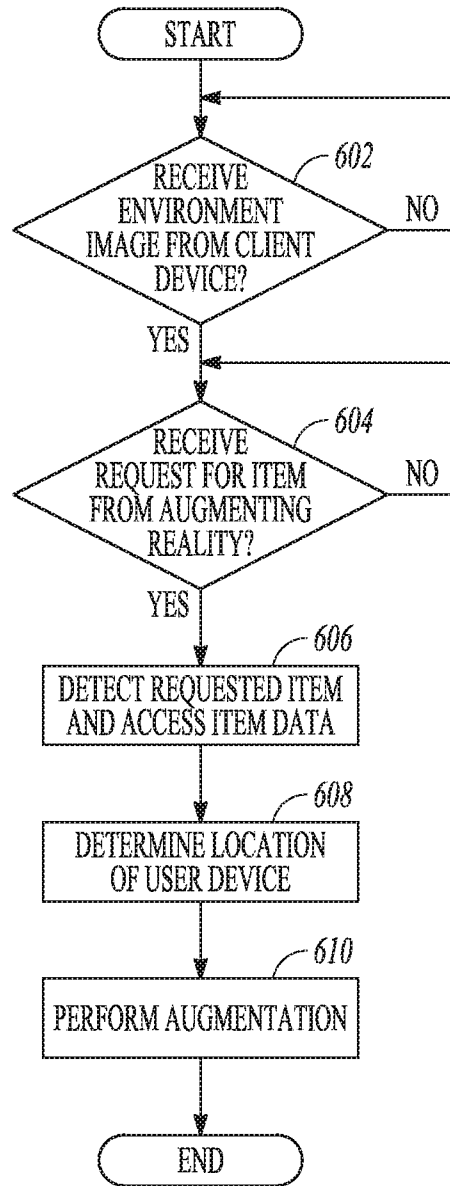 START
602
RECEIVE
ENVIRONMENT
IMAGE FROM CLIENT
DEVICE?
NO
YES
604
RECEIVE
REQUEST FOR ITEM
FROM AUGMENTING
REALITY?
NO
YES
606
DETECT REQUESTED ITEM
AND ACCESS ITEM DATA
608
DETERMINE LOCATION
OF USER DEVICE
610
PERFORM AUGMENTATION
END